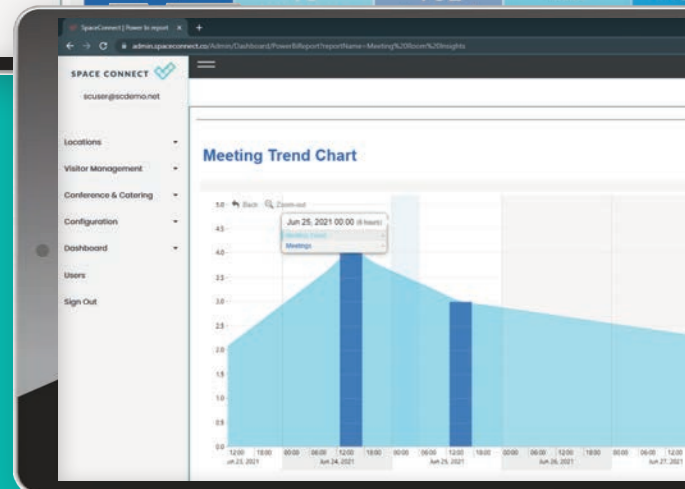 SpaceConnect | Power bi report
admin.spaceconnect.co/Admin/Dashboard/PowerBiReport?reportName=Meeting%20Room%20Insights
SPACE CONNECT
scuser@scdemo.net
Locations
Visitor Management
Conference & Catering
Configuration
Dashboard
Users
Sign Out
Meeting Trend Chart
5.0 Back Zoom-out
Jun 25, 2021 00:00 (6 hours)
Meeting Trend -
Meetings -
4.5
4.0
3.5
3.0
2.5
2.0
1.5
1.0
0.5
0.0
12:00 18:00 00:00 06:00 12:00 18:00 00:00 06:00 12:00 18:00 00:00 06:00 12:00 18:00 00:00 06:00 12:00
Jun 23, 2021 Jun 24, 2021 Jun 25, 2021 Jun 26, 2021 Jun 27, 2021